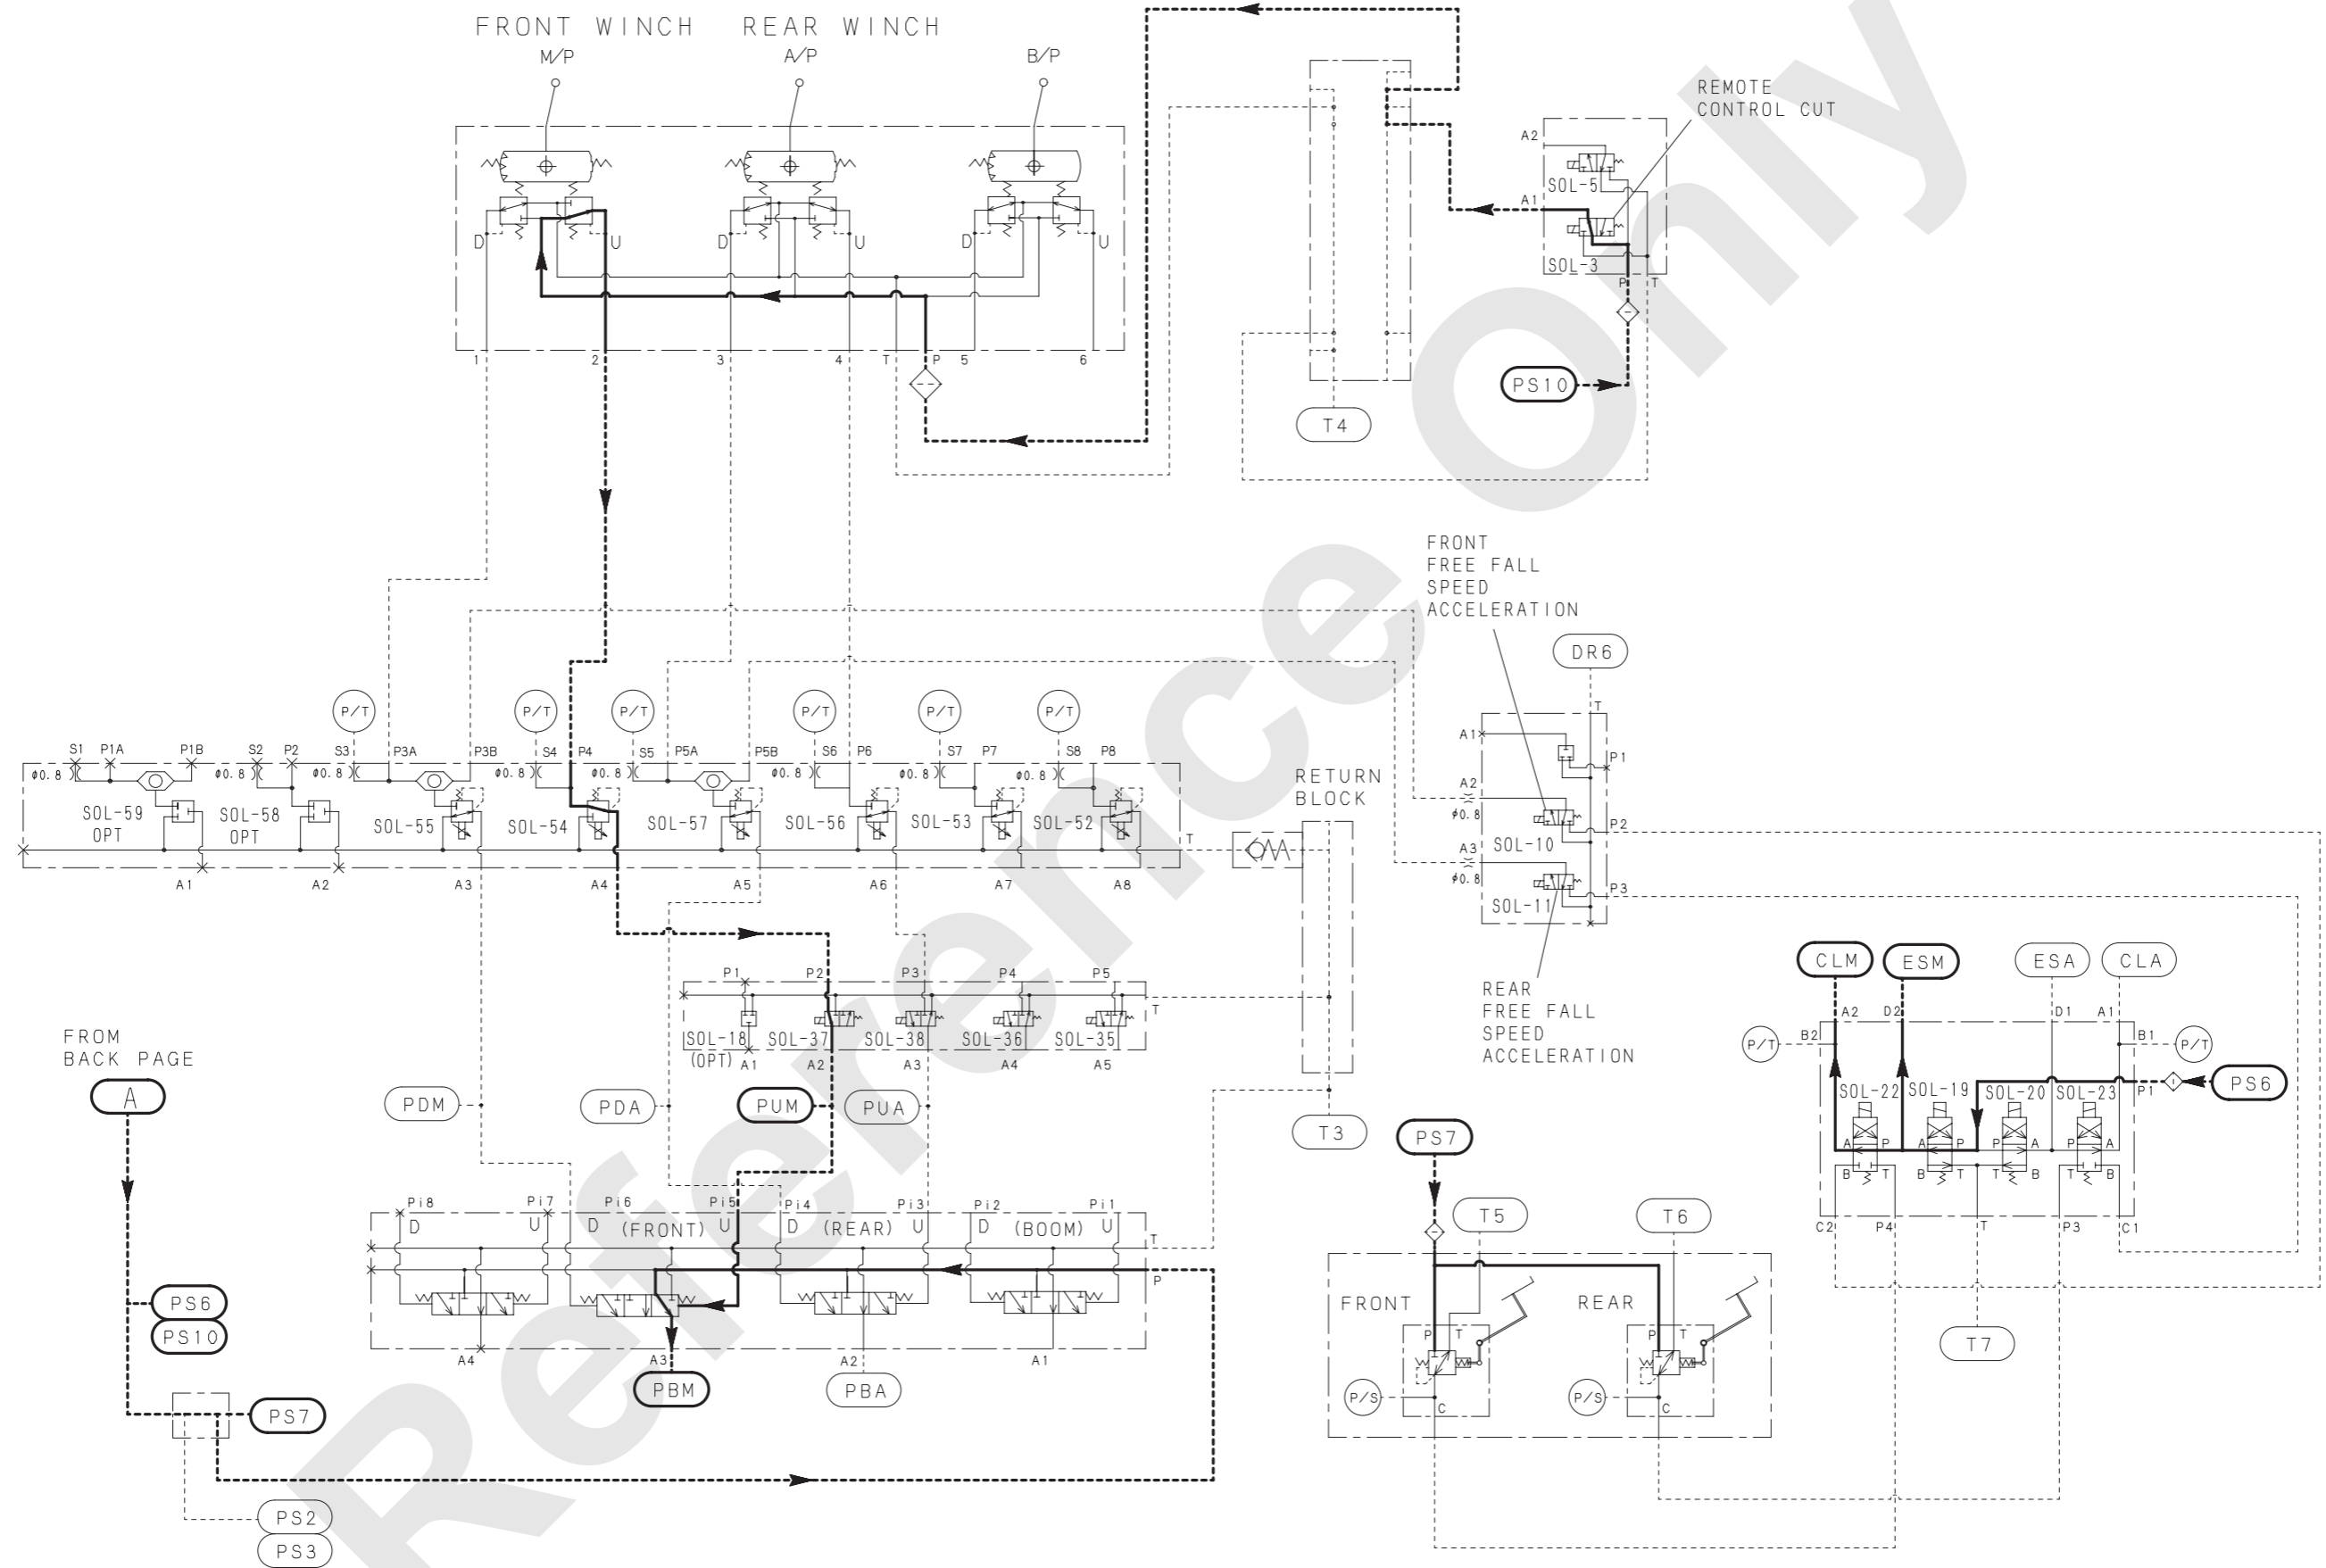 FRONT WINCH
REAR WINCH
M/P
A/P
B/P
REMOTE
CONTROL CUT
A2
SOL-5
A1
SOL-3
P
T
PS10
T4
D
U
D
U
D
U
1
2
3
4
T
P
5
6
FRONT
FREE FALL
SPEED
ACCELERATION
DR6
T
A1
P1
A2
φ0.8
SOL-10
P2
A3
φ0.8
SOL-11
P3
REAR
FREE FALL
SPEED
ACCELERATION
P/T
P/T
P/T
P/T
P/T
P/T
S1
P1A
P1B
S2
P2
S3
P3A
P3B
S4
P4
S5
P5A
P5B
S6
P6
S7
P7
S8
P8
φ0.8
φ0.8
φ0.8
φ0.8
φ0.8
φ0.8
φ0.8
φ0.8
SOL-59
OPT
SOL-58
OPT
SOL-55
SOL-54
SOL-57
SOL-56
SOL-53
SOL-52
T
A1
A2
A3
A4
A5
A6
A7
A8
RETURN
BLOCK
P1
P2
P3
P4
P5
T
SOL-18
(OPT)
SOL-37
SOL-38
SOL-36
SOL-35
A1
A2
A3
A4
A5
FROM
BACK PAGE
A
PDM
PDA
PUM
PUA
T3
CLM
ESM
ESA
CLA
A2
D2
D1
A1
P/T
B2
B1
P/T
SOL-22
SOL-19
SOL-20
SOL-23
P1
PS6
A
P
A
P
P
A
P
A
B
T
B
T
T
B
T
B
C2
P4
T
P3
C1
T7
Pi8
Pi7
Pi6
Pi5
Pi4
Pi3
Pi2
Pi1
D
U
D
(FRONT)
U
D
(REAR)
U
D
(BOOM)
U
T
P
A4
A3
A2
A1
PBM
PBA
PS6
PS10
PS7
PS2
PS3
PS7
T5
T6
FRONT
REAR
P
T
P
T
P/S
C
P/S
C
Reference Only